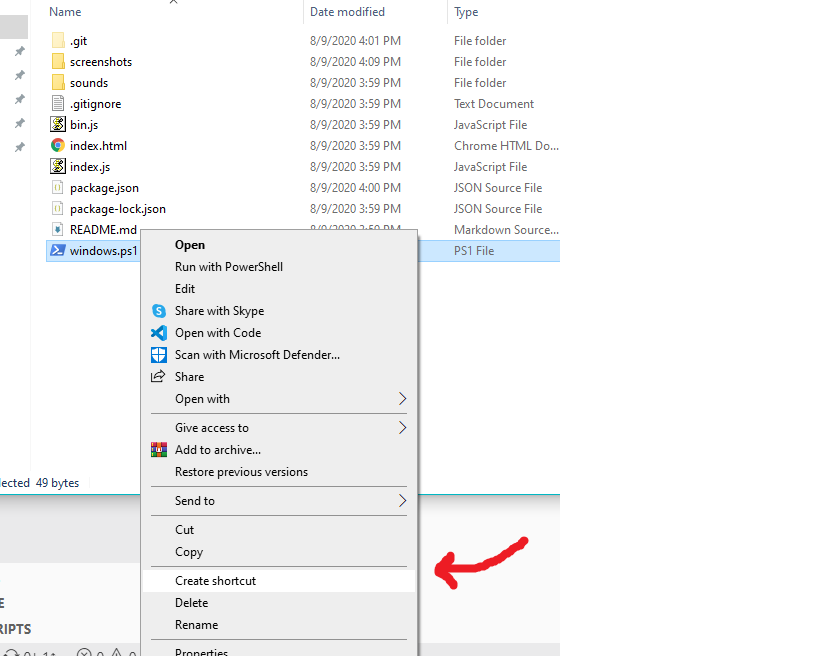 Name Date modified Type
.git 8/9/2020 4:01 PM File folder
screenshots 8/9/2020 4:09 PM File folder
sounds 8/9/2020 3:59 PM File folder
.gitignore 8/9/2020 3:59 PM Text Document
bin.js 8/9/2020 3:59 PM JavaScript File
index.html 8/9/2020 3:59 PM Chrome HTML Do...
index.js 8/9/2020 3:59 PM JavaScript File
package.json 8/9/2020 4:00 PM JSON Source File
package-lock.json 8/9/2020 3:59 PM JSON Source File
README.md 8/9/2020 3:59 PM Markdown Source...
windows.ps1 PS1 File
Open
Run with PowerShell
Edit
Share with Skype
Open with Code
Scan with Microsoft Defender...
Share
Open with
Give access to
Add to archive...
Restore previous versions
lected 49 bytes
Send to
Cut
Copy
Create shortcut
Delete
E
Rename
RIPTS
Properties